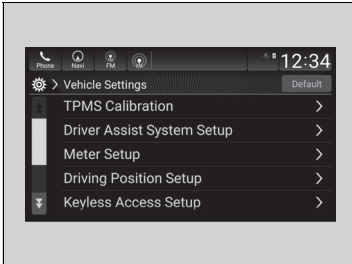 Phone Navi FM 12:34
Vehicle Settings Default
TPMS Calibration
Driver Assist System Setup
Meter Setup
Driving Position Setup
Keyless Access Setup